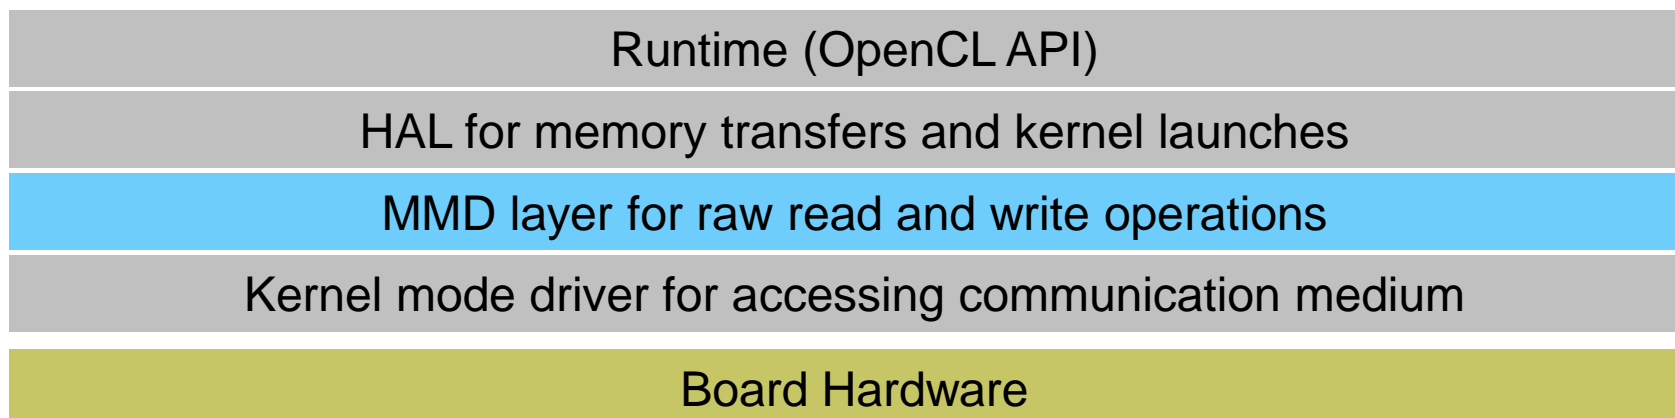 Runtime (OpenCL API)
HAL for memory transfers and kernel launches
MMD layer for raw read and write operations
Kernel mode driver for accessing communication medium
Board Hardware